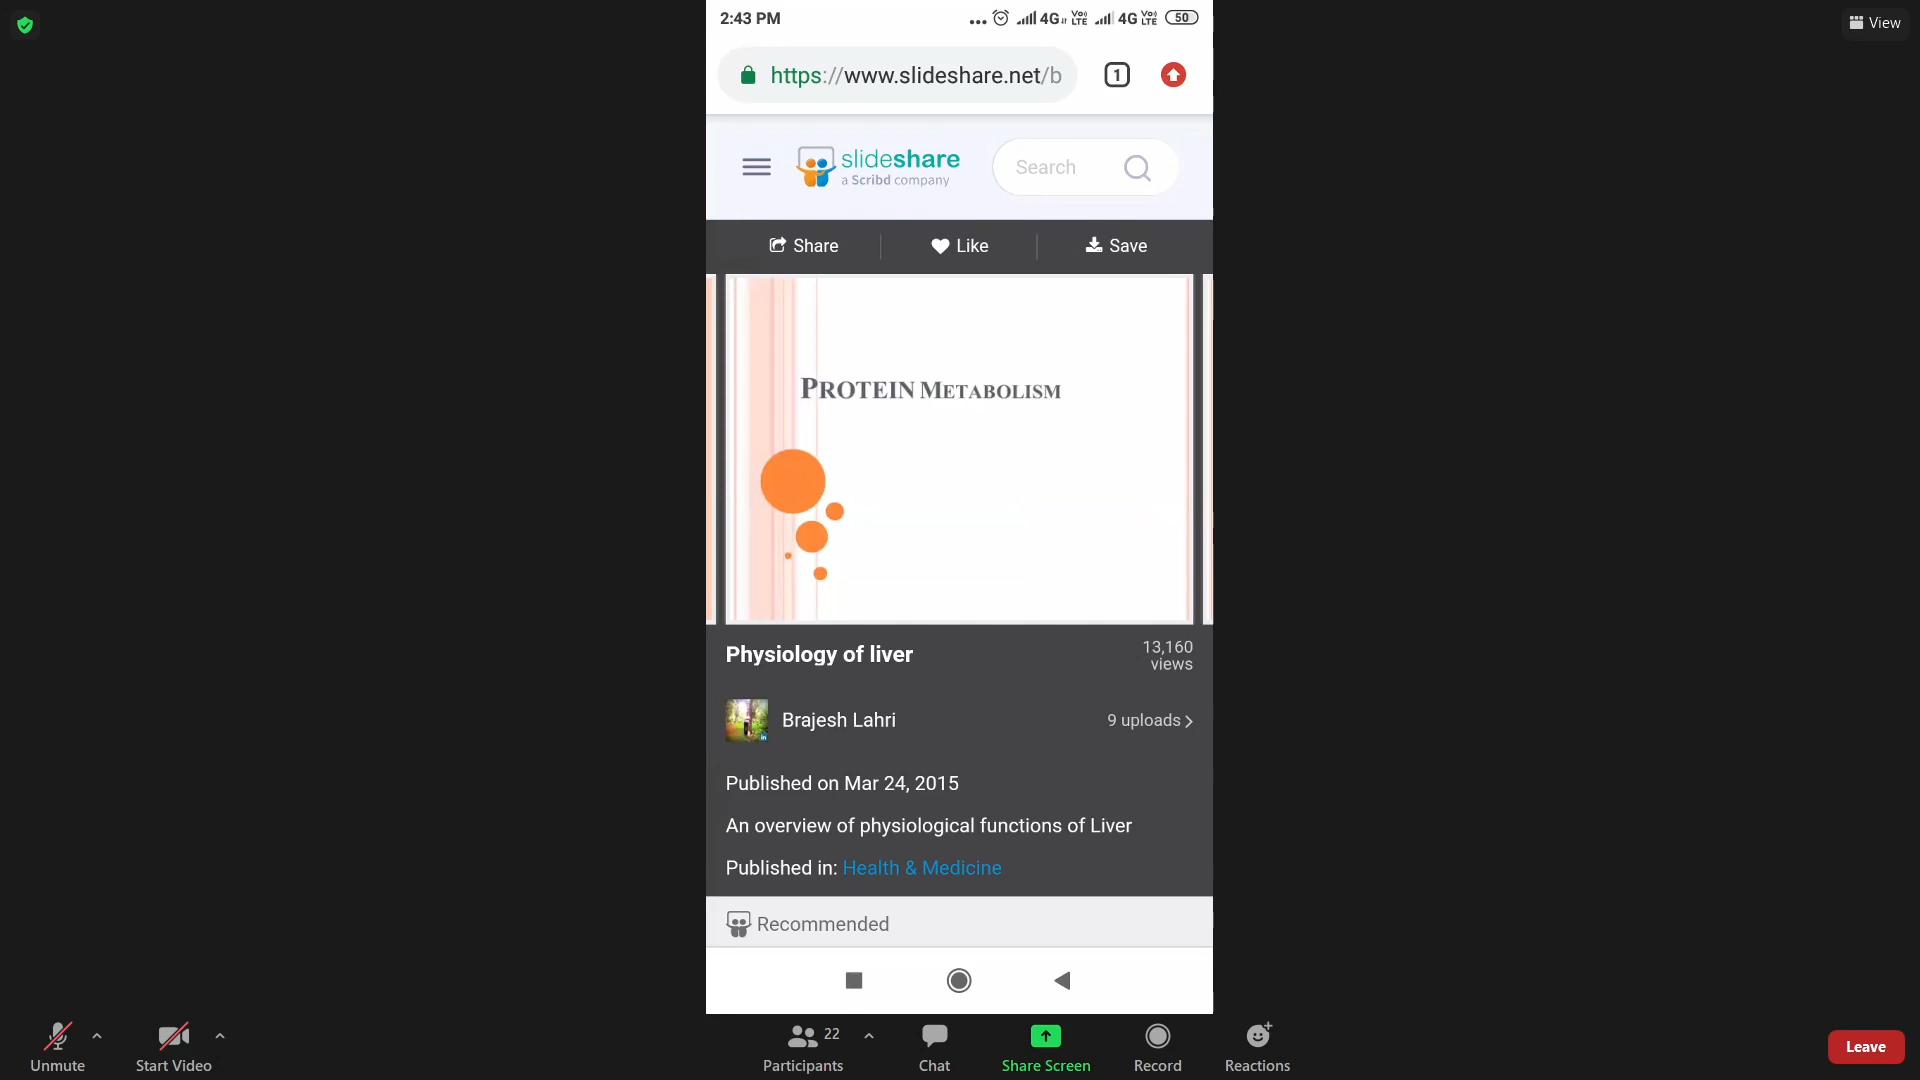 2:43 PM
4G VoLTE 4G VoLTE 50
View
https://www.slideshare.net/b
1
slideshare
a Scribd company
Search
Share
Like
Save
PROTEIN METABOLISM
Physiology of liver
13,160
views
in
Brajesh Lahri
9 uploads
Published on Mar 24, 2015
An overview of physiological functions of Liver
Published in: Health & Medicine
Recommended
22
Unmute
Start Video
Participants
Chat
Share Screen
Record
Reactions
Leave